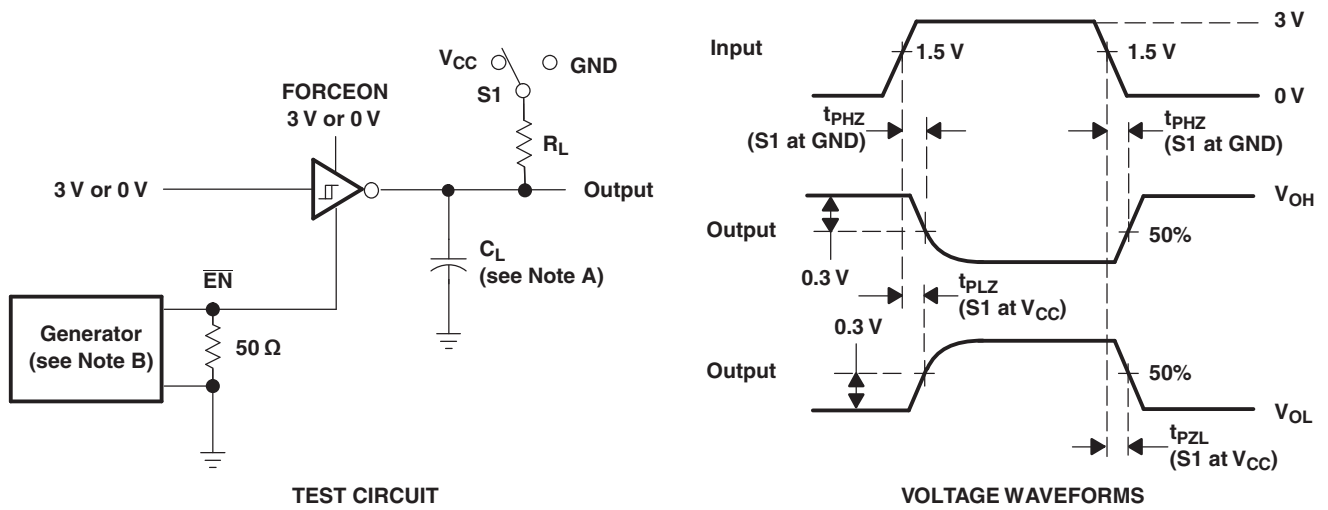 V_CC
GND
S1
FORCEON
3 V or 0 V
R_L
3 V or 0 V
Output
C_L
(see Note A)
EN
Generator
(see Note B)
50 Ω
TEST CIRCUIT
3 V
Input
1.5 V
1.5 V
0 V
t_PHZ
(S1 at GND)
t_PHZ
(S1 at GND)
V_OH
Output
50%
0.3 V
t_PLZ
(S1 at V_CC)
0.3 V
Output
50%
V_OL
t_PZL
(S1 at V_CC)
VOLTAGE WAVEFORMS